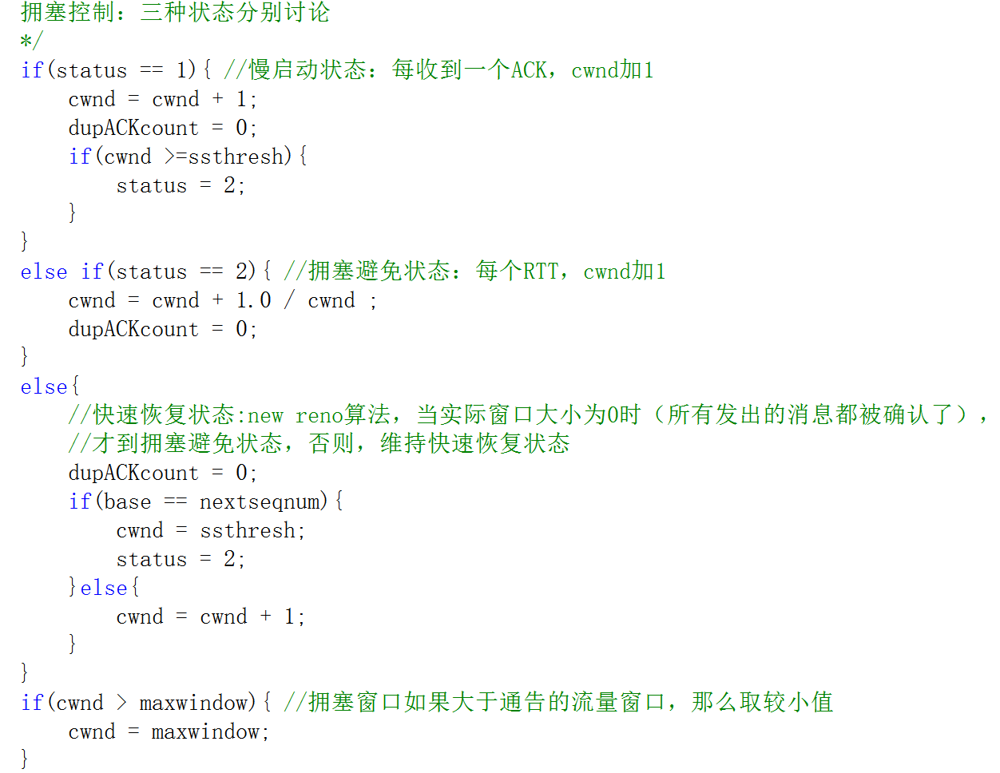 拥塞控制：三种状态分别讨论
*/
if(status == 1){ //慢启动状态：每收到一个ACK，cwnd加1
    cwnd = cwnd + 1;
    dupACKcount = 0;
    if(cwnd >=ssthresh){
        status = 2;
    }
}
else if(status == 2){ //拥塞避免状态：每个RTT，cwnd加1
    cwnd = cwnd + 1.0 / cwnd ;
    dupACKcount = 0;
}
else{
    //快速恢复状态:new reno算法，当实际窗口大小为0时（所有发出的消息都被确认了），
    //才到拥塞避免状态，否则，维持快速恢复状态
    dupACKcount = 0;
    if(base == nextseqnum){
        cwnd = ssthresh;
        status = 2;
    }else{
        cwnd = cwnd + 1;
    }
}
if(cwnd > maxwindow){ //拥塞窗口如果大于通告的流量窗口，那么取较小值
    cwnd = maxwindow;
}